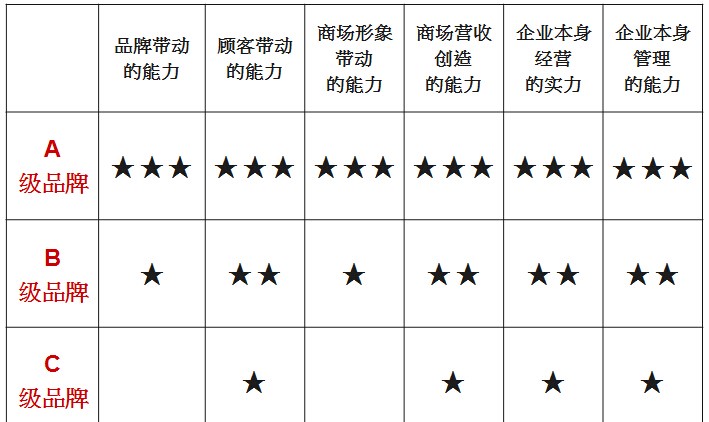 品牌带动
的能力
顾客带动
的能力
商场形象
带动
的能力
商场营收
创造
的能力
企业本身
经营
的实力
企业本身
管理
的能力
A
级品牌
★★★
★★★
★★★
★★★
★★★
★★★
B
级品牌
★
★★
★
★★
★★
★★
C
级品牌
★
★
★
★